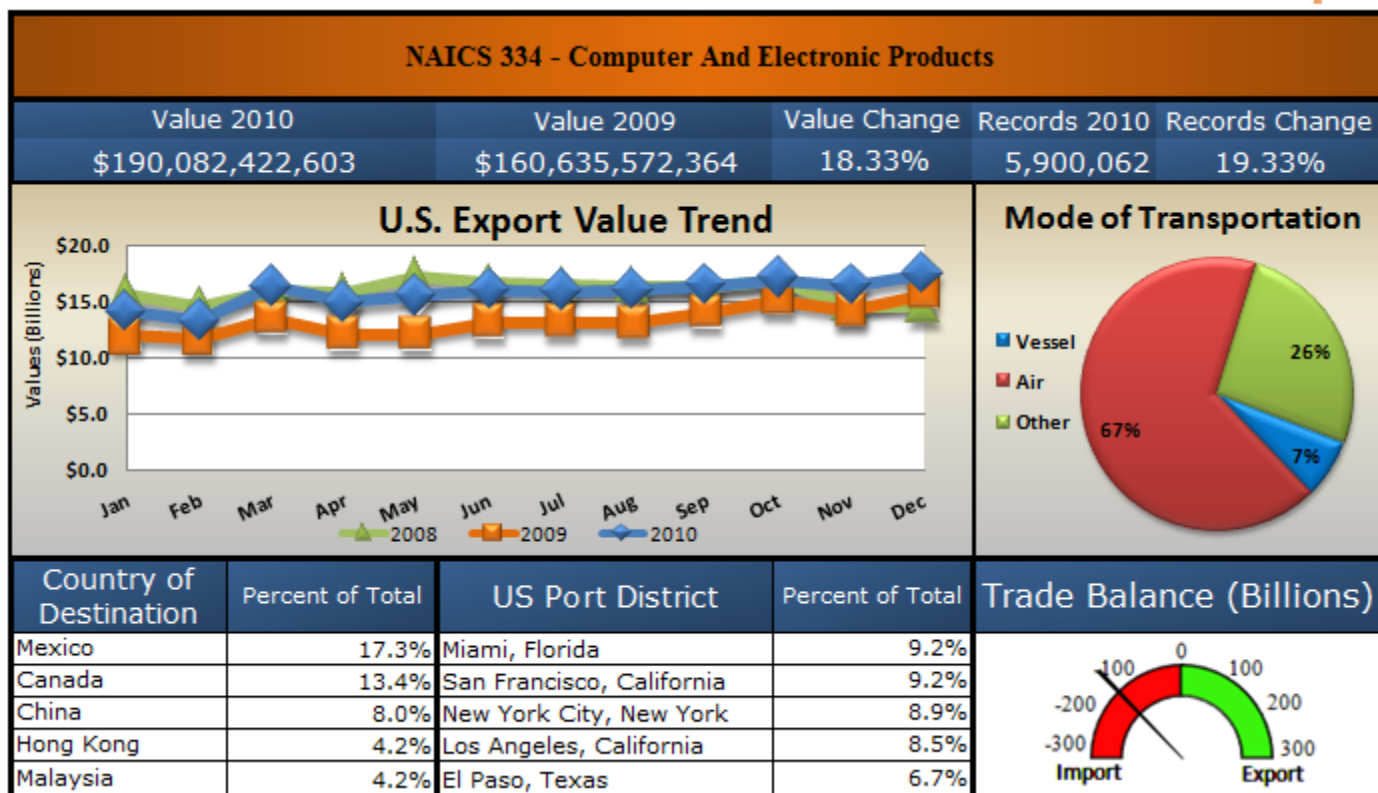 NAICS 334 - Computer And Electronic Products
Value 2010 Value 2009 Value Change Records 2010 Records Change
$190,082,422,603 $160,635,572,364 18.33% 5,900,062 19.33%
U.S. Export Value Trend
Values (Billions)
$20.0
$15.0
$10.0
$5.0
$0.0
Jan Feb Mar Apr May Jun Jul Aug Sep Oct Nov Dec
2008 2009 2010
Mode of Transportation
Vessel
Air
Other
26%
67%
7%
Country of Destination Percent of Total US Port District Percent of Total
Mexico 17.3% Miami, Florida 9.2%
Canada 13.4% San Francisco, California 9.2%
China 8.0% New York City, New York 8.9%
Hong Kong 4.2% Los Angeles, California 8.5%
Malaysia 4.2% El Paso, Texas 6.7%
Trade Balance (Billions)
0
-100 100
-200 200
-300 300
Import Export